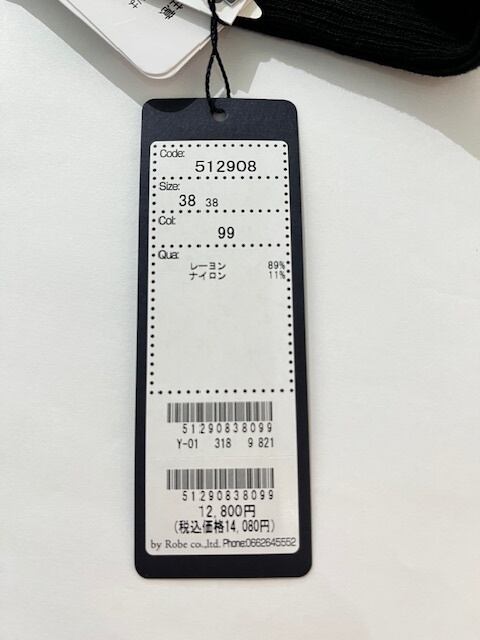 Code:
512908
Size:
38 38
Col:
99
Qua:
レーヨン 89%
ナイロン 11%
51290838099
Y-01 318 9 821
51290838099
12,800円
(税込価格14,080円)
by Robe co.,ltd. Phone:0662645552